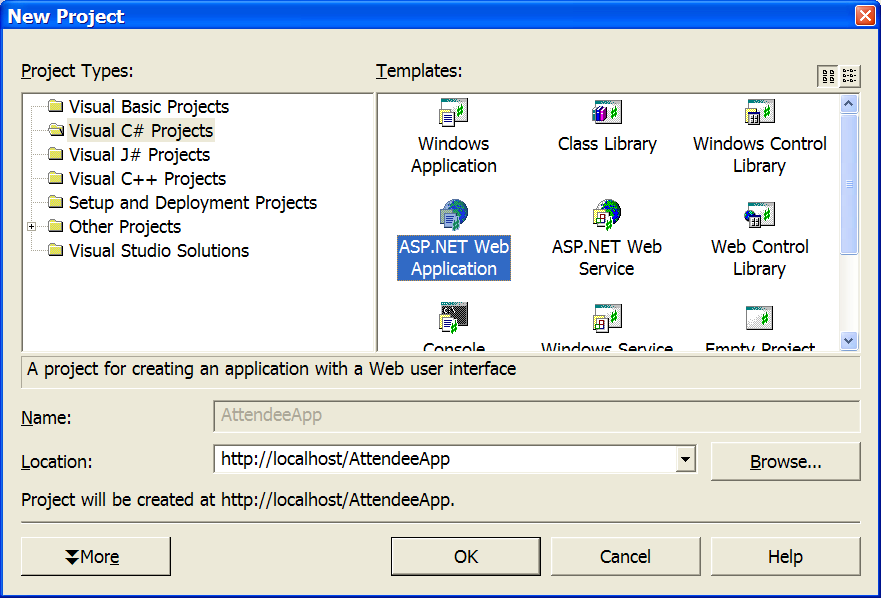 New Project
Project Types:
Templates:
Visual Basic Projects
Visual C# Projects
Visual J# Projects
Visual C++ Projects
Setup and Deployment Projects
Other Projects
Visual Studio Solutions
Windows
Application
Class Library
Windows Control
Library
ASP.NET Web
Application
ASP.NET Web
Service
Web Control
Library
Console
Windows Service
Empty Project
A project for creating an application with a Web user interface
Name:
AttendeeApp
Location:
http://localhost/AttendeeApp
Browse...
Project will be created at http://localhost/AttendeeApp.
More
OK
Cancel
Help